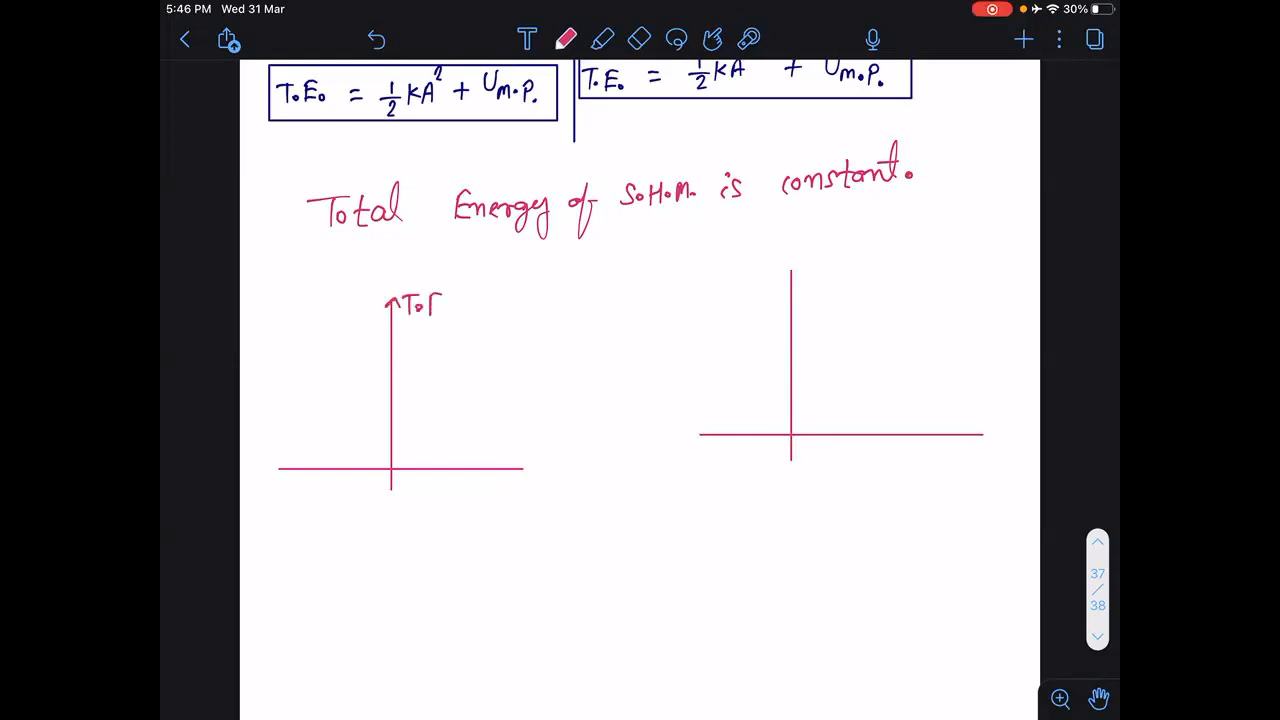 5:46 PM Wed 31 Mar
30%
T.E. = 1/2 KA² + U_M.P.
T.E. = 1/2 KA + U_M.P.
Total Energy of S.H.M. is constant.
T.
37
/
38